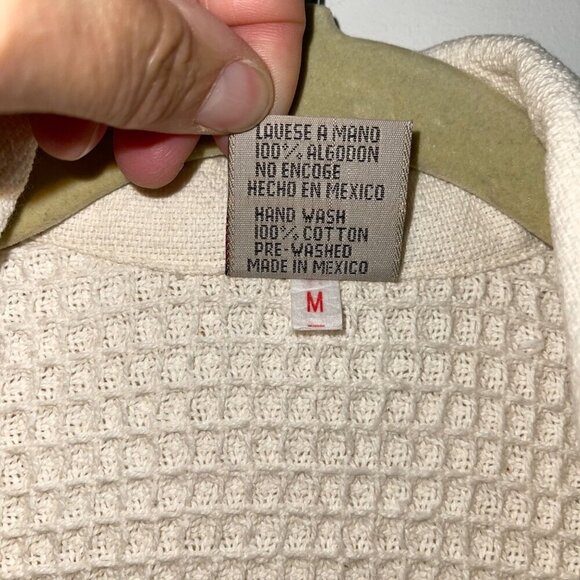 LAVESE A MANO
100% ALGODON
NO ENCOGE
HECHO EN MEXICO
HAND WASH
100% COTTON
PRE-WASHED
MADE IN MEXICO
M